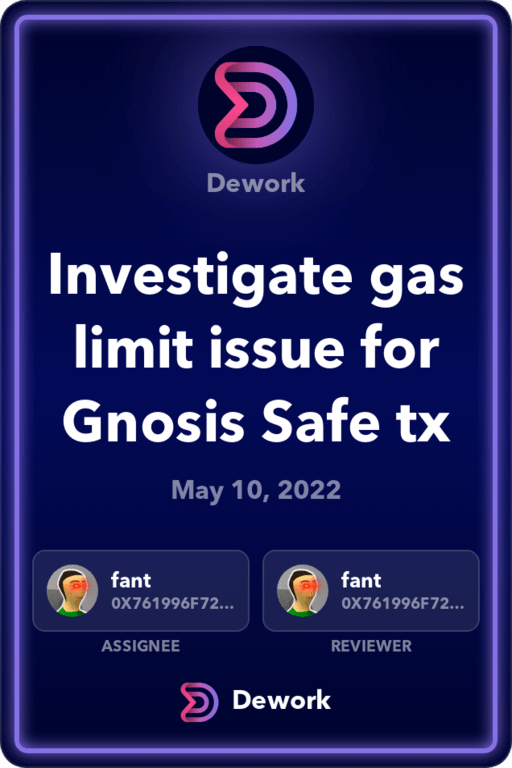 Dework
Investigate gas
limit issue for
Gnosis Safe tx
May 10, 2022
fant
0X761996F72...
ASSIGNEE
fant
0X761996F72...
REVIEWER
Dework